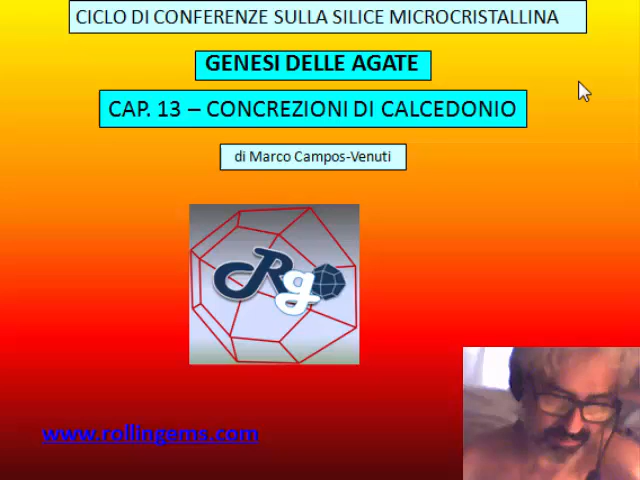 CICLO DI CONFERENZE SULLA SILICE MICROCRISTALLINA
GENESI DELLE AGATE
CAP. 13 – CONCREZIONI DI CALCEDONIO
di Marco Campos-Venuti
Rg
www.rollingems.com